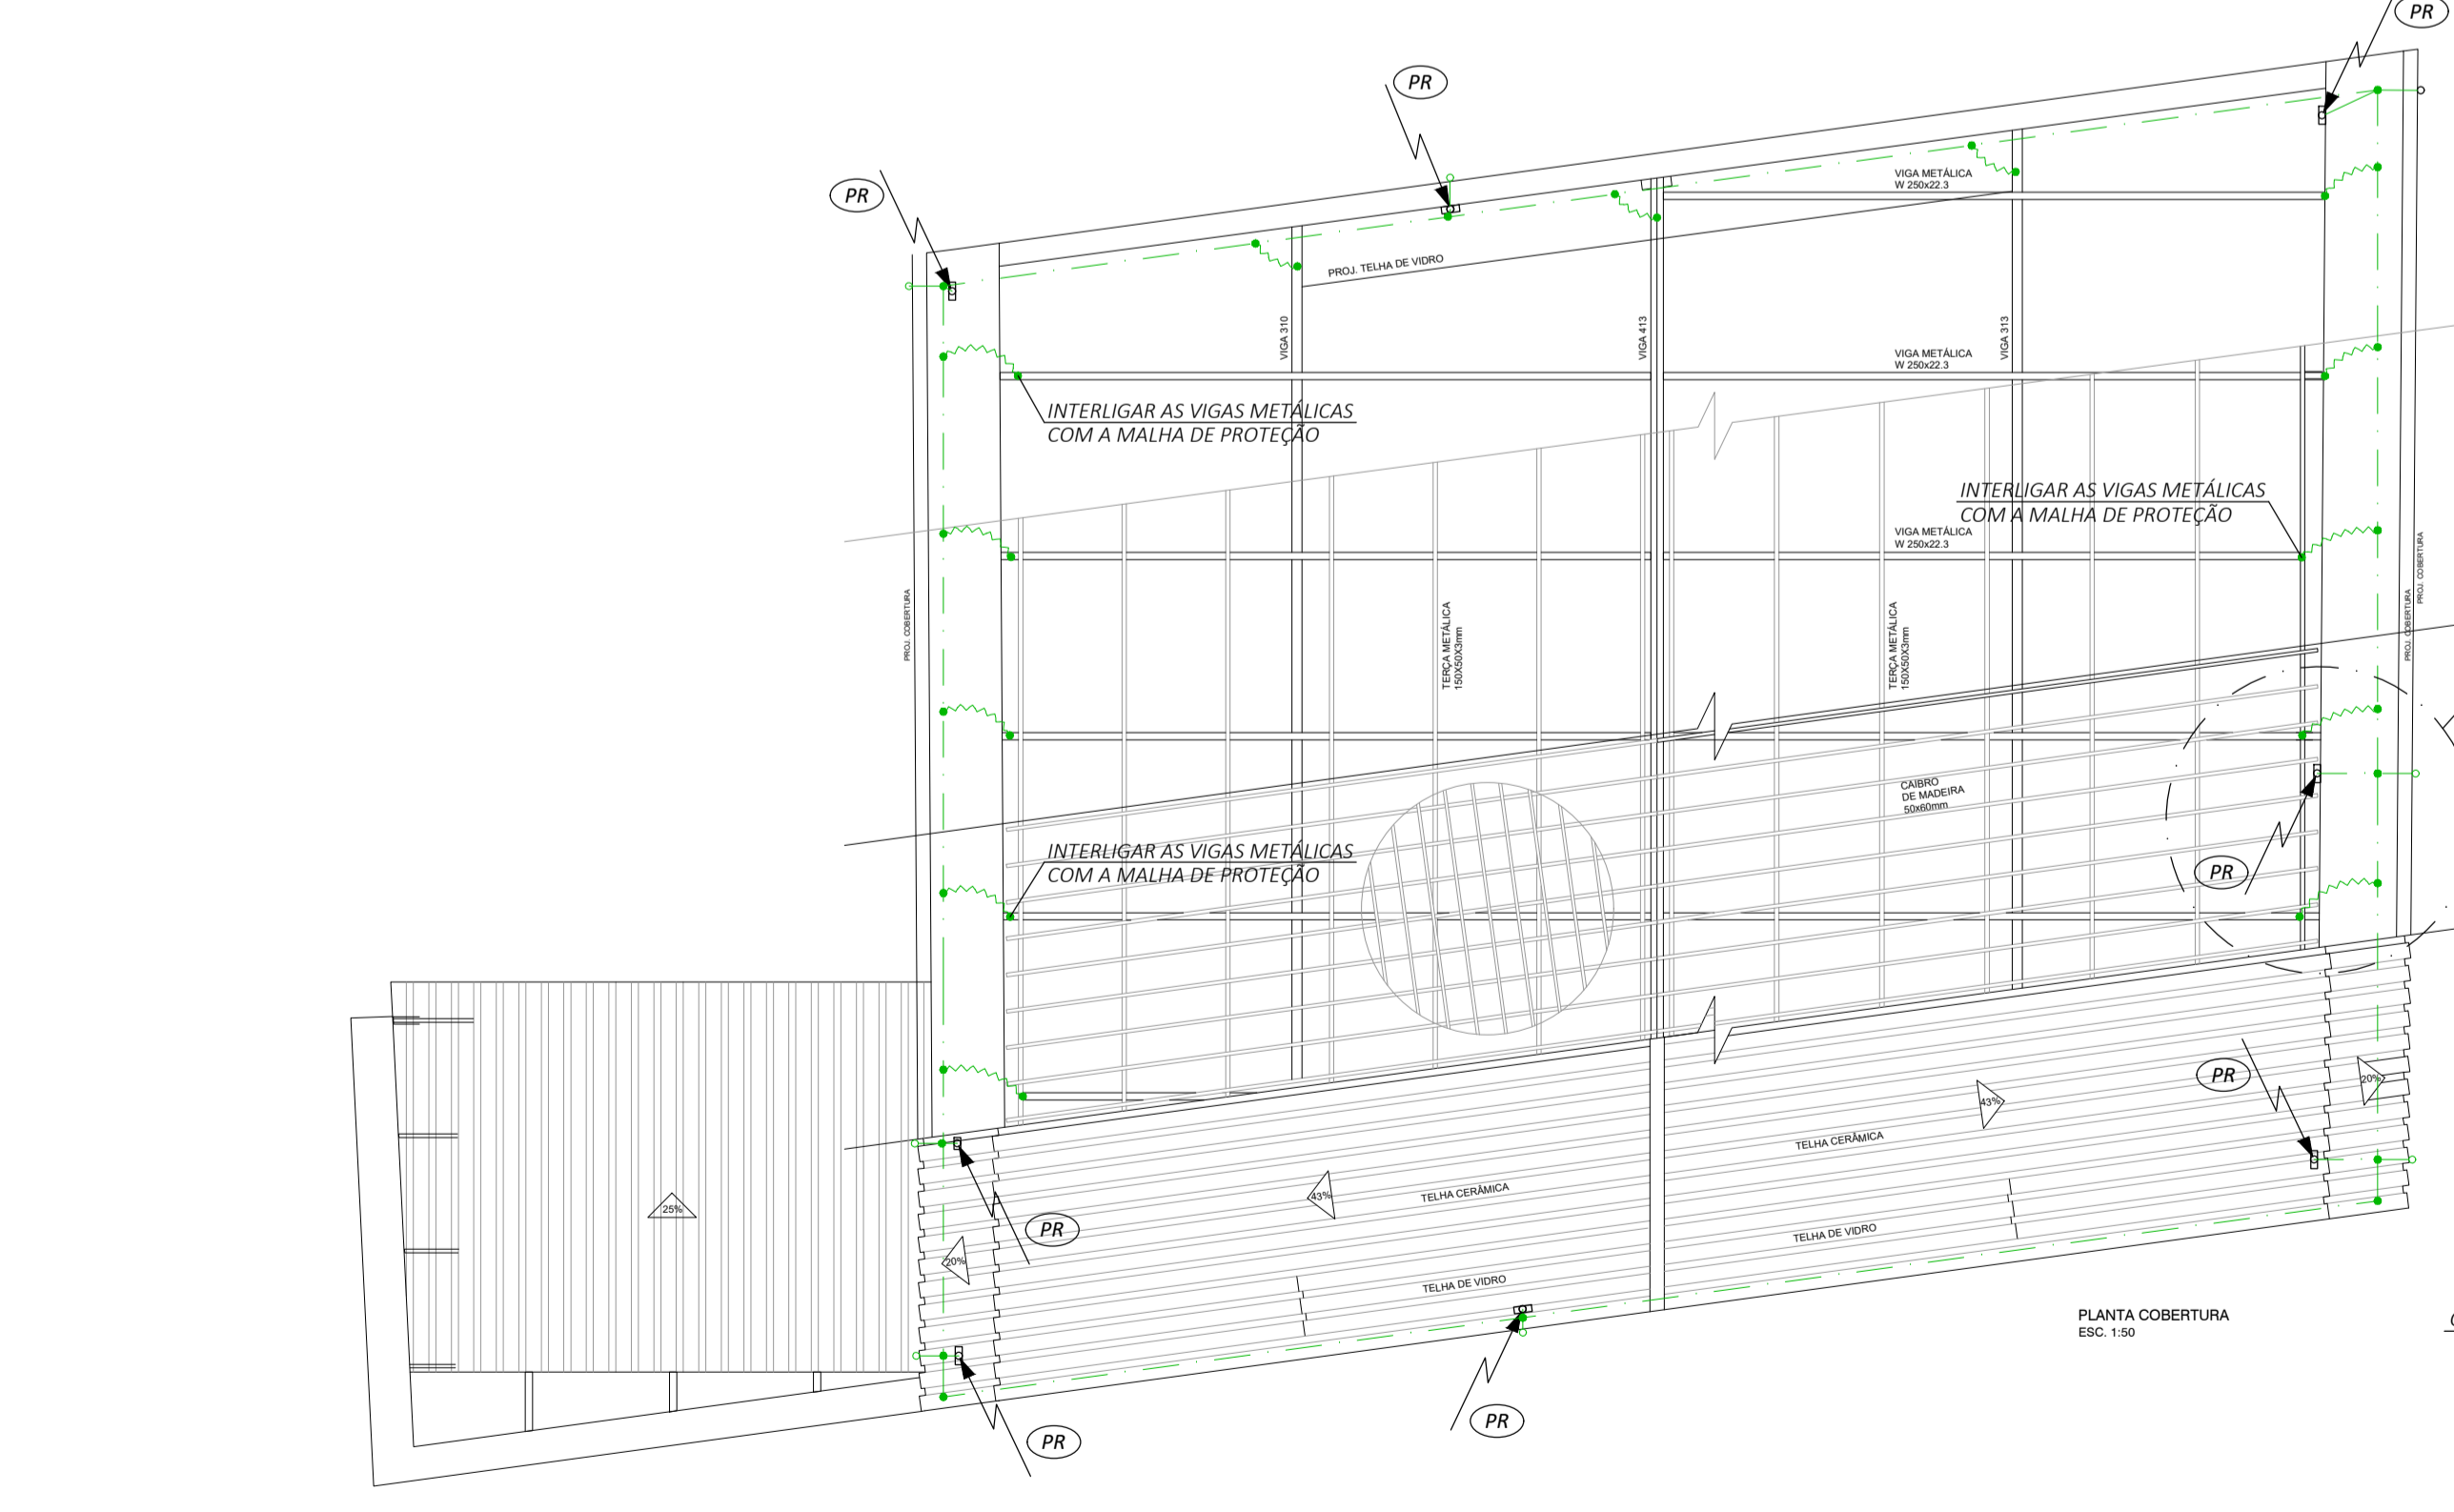 PR
PR
PR
VIGA METÁLICA
W 250x22.3
PROJ. TELHA DE VIDRO
VIGA 310
VIGA 413
VIGA 313
VIGA METÁLICA
W 250x22.3
INTERLIGAR AS VIGAS METÁLICAS
COM A MALHA DE PROTEÇÃO
INTERLIGAR AS VIGAS METÁLICAS
COM A MALHA DE PROTEÇÃO
VIGA METÁLICA
W 250x22.3
PROJ. COBERTURA
TERÇA METÁLICA
150X50X3mm
TERÇA METÁLICA
150X50X3mm
PROJ. COBERTURA
PROJ. COBERTURA
CAIBRO
DE MADEIRA
50x60mm
INTERLIGAR AS VIGAS METÁLICAS
COM A MALHA DE PROTEÇÃO
PR
PR
20%
43%
TELHA CERÂMICA
43%
TELHA CERÂMICA
25%
PR
20%
TELHA DE VIDRO
TELHA DE VIDRO
PLANTA COBERTURA
ESC. 1:50
PR
PR